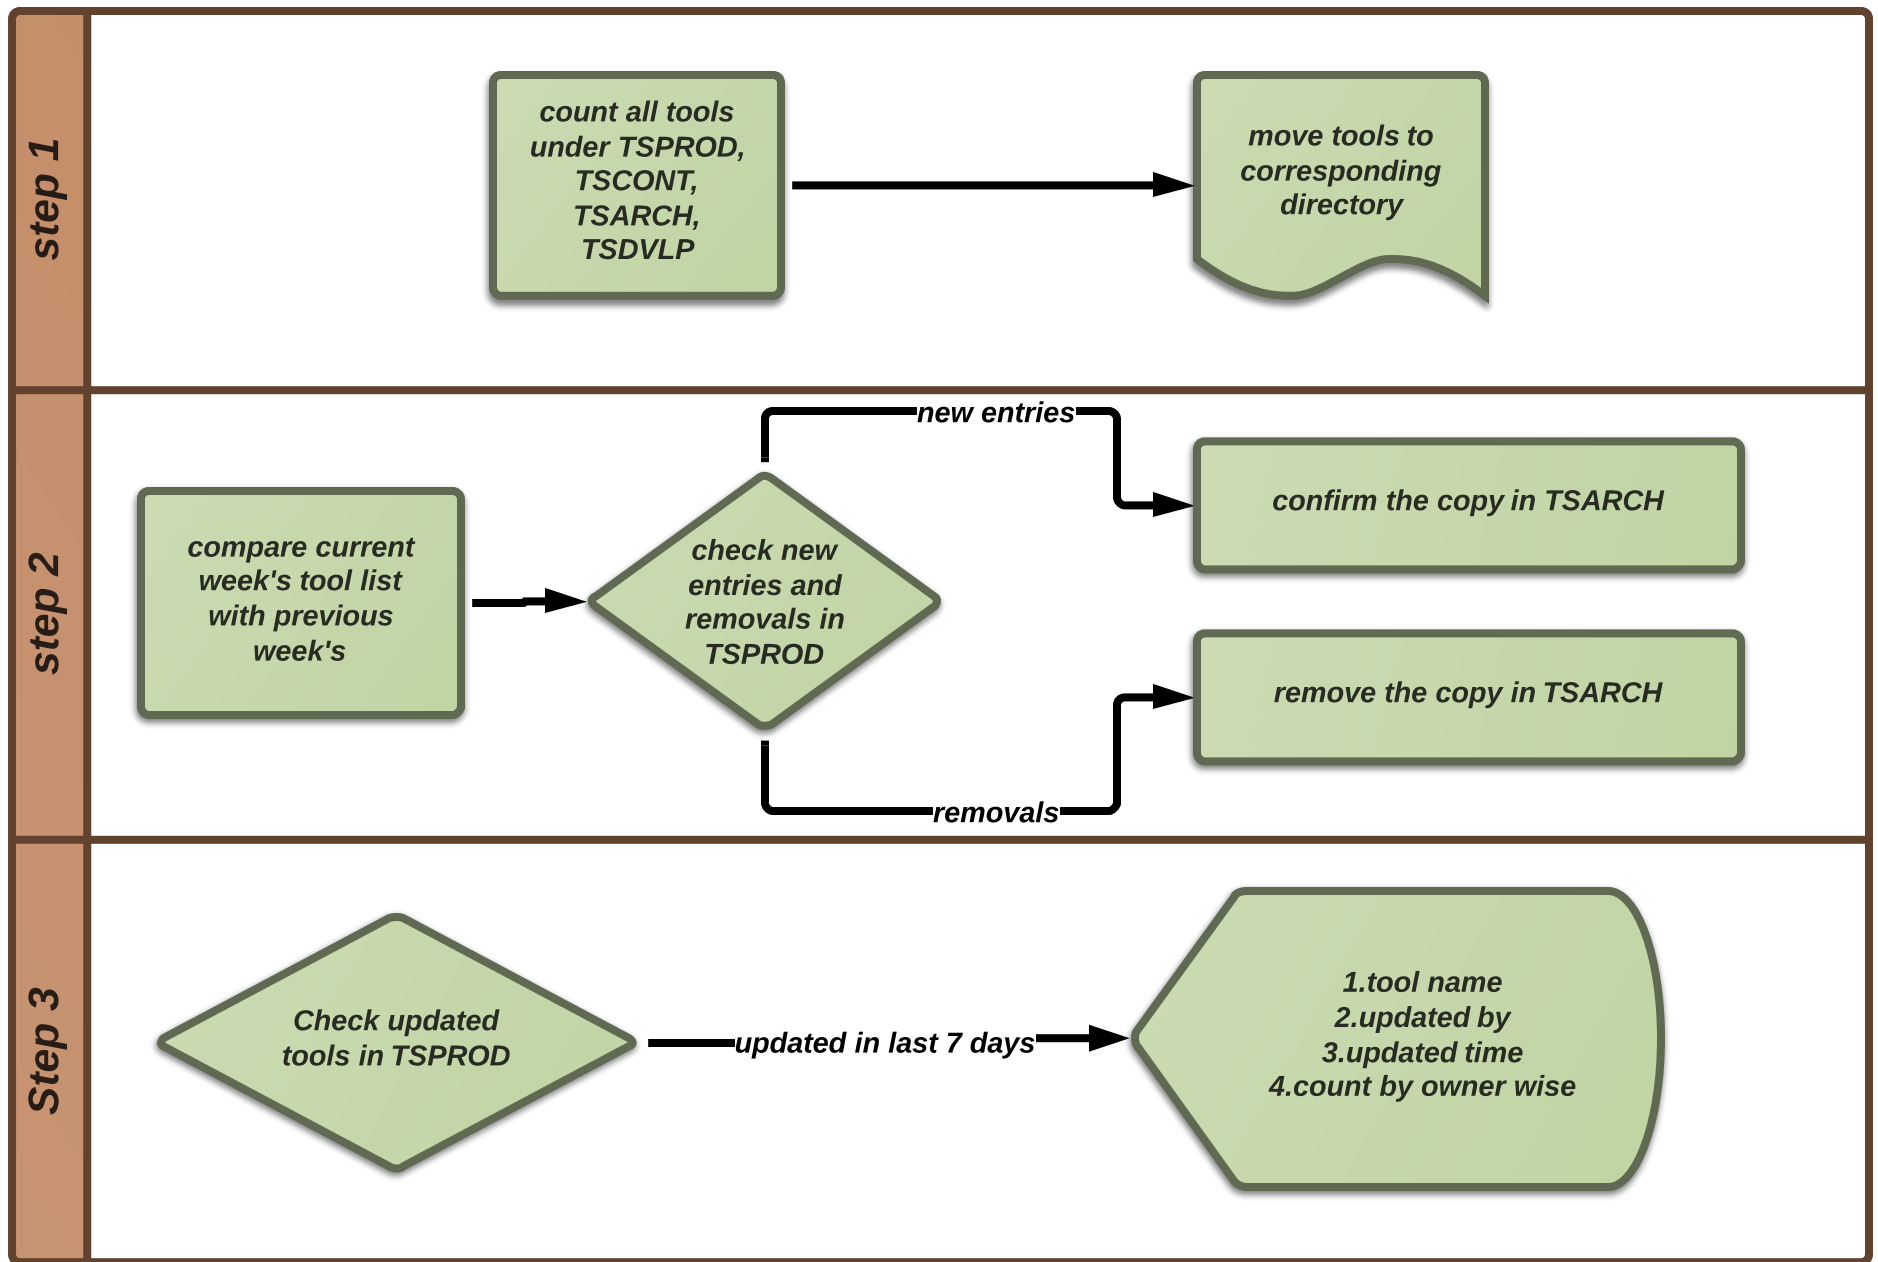 step 1
count all tools
under TSPROD,
TSCONT,
TSARCH,
TSDVLP
move tools to
corresponding
directory
step 2
compare current
week's tool list
with previous
week's
check new
entries and
removals in
TSPROD
new entries
confirm the copy in TSARCH
removals
remove the copy in TSARCH
Step 3
Check updated
tools in TSPROD
updated in last 7 days
1.tool name
2.updated by
3.updated time
4.count by owner wise